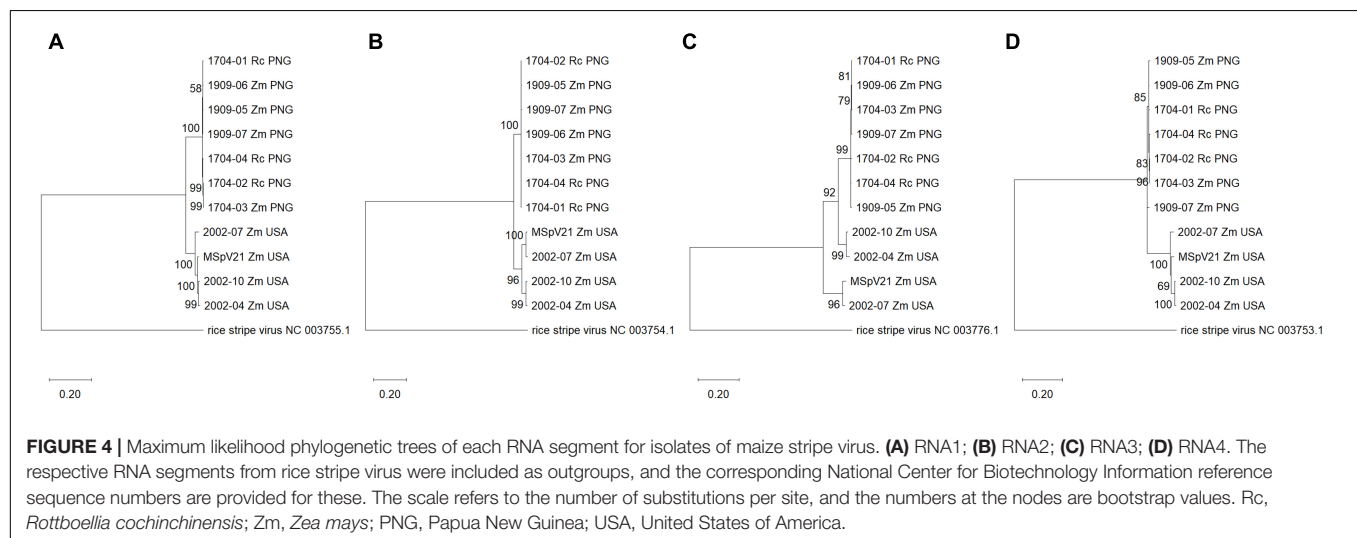 A
1704-01 Rc PNG
1909-06 Zm PNG
58
1909-05 Zm PNG
100
1909-07 Zm PNG
1704-04 Rc PNG
1704-02 Rc PNG
99
99
1704-03 Zm PNG
2002-07 Zm USA
MSpV21 Zm USA
100
2002-10 Zm USA
100
99
2002-04 Zm USA
rice stripe virus NC 003755.1
0.20
B
1704-02 Rc PNG
1909-05 Zm PNG
1909-07 Zm PNG
100
1909-06 Zm PNG
1704-03 Zm PNG
1704-04 Rc PNG
1704-01 Rc PNG
100
MSpV21 Zm USA
2002-07 Zm USA
96
2002-10 Zm USA
99
2002-04 Zm USA
rice stripe virus NC 003754.1
0.20
C
1704-01 Rc PNG
81
1909-06 Zm PNG
79
1704-03 Zm PNG
1909-07 Zm PNG
99
1704-02 Rc PNG
92
1704-04 Rc PNG
1909-05 Zm PNG
2002-10 Zm USA
99
2002-04 Zm USA
MSpV21 Zm USA
96
2002-07 Zm USA
rice stripe virus NC 003776.1
0.20
D
1909-05 Zm PNG
1909-06 Zm PNG
85
1704-01 Rc PNG
1704-04 Rc PNG
83
1704-02 Rc PNG
96
1704-03 Zm PNG
1909-07 Zm PNG
2002-07 Zm USA
MSpV21 Zm USA
100
2002-10 Zm USA
69
100
2002-04 Zm USA
rice stripe virus NC 003753.1
0.20
FIGURE 4 | Maximum likelihood phylogenetic trees of each RNA segment for isolates of maize stripe virus. (A) RNA1; (B) RNA2; (C) RNA3; (D) RNA4. The
respective RNA segments from rice stripe virus were included as outgroups, and the corresponding National Center for Biotechnology Information reference
sequence numbers are provided for these. The scale refers to the number of substitutions per site, and the numbers at the nodes are bootstrap values. Rc,
Rottboellia cochinchinensis; Zm, Zea mays; PNG, Papua New Guinea; USA, United States of America.